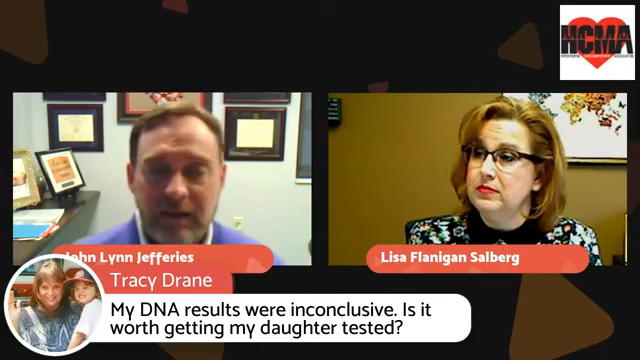 HCMA
John Lynn Jefferies
Lisa Flanigan Salberg
Tracy Drane
My DNA results were inconclusive. Is it
worth getting my daughter tested?